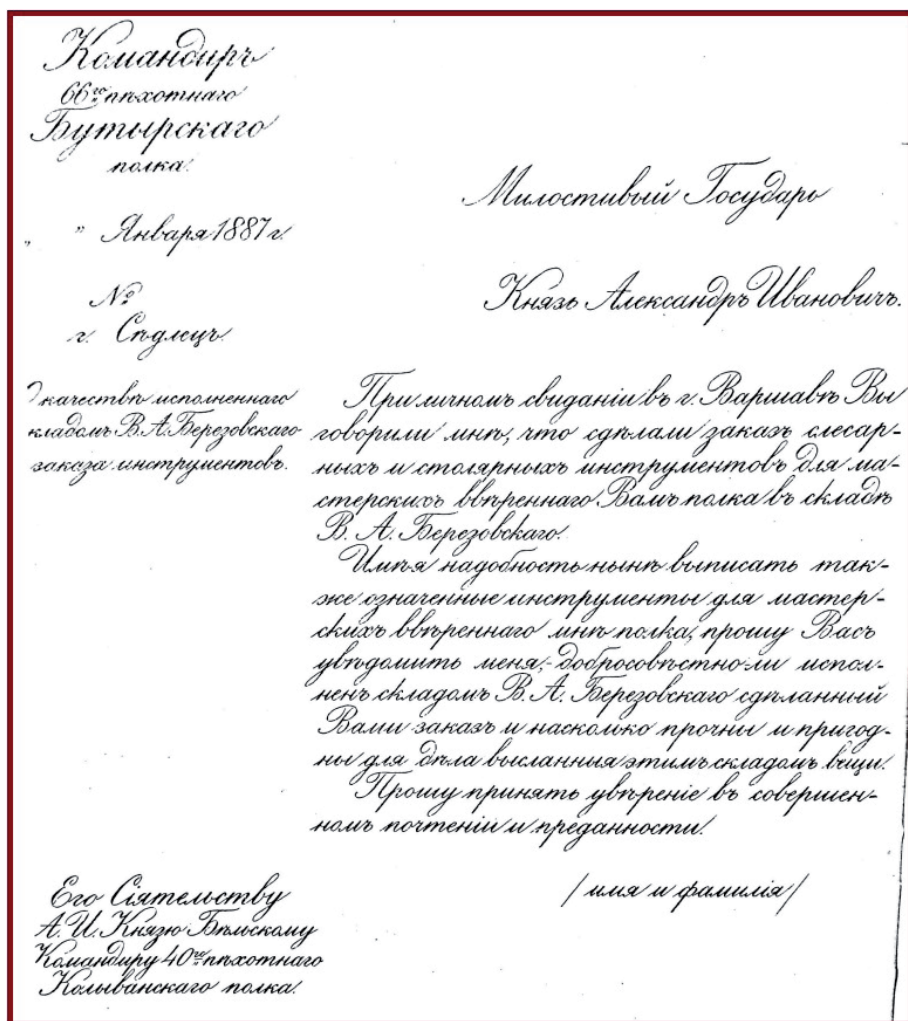 Командиръ
66го пѣхотнаго
Бутырскаго
полка.
" " Января 1887 г.
№
г. Сѣдлецъ.
О качествѣ исполненнаго
складомъ В. А. Березовскаго
заказа инструментовъ.
Милостивый Государь
Князь Александръ Ивановичъ.
При личномъ свиданіи въ г. Варшавѣ Вы
говорили мнѣ, что сдѣлали заказъ слесар-
ныхъ и столярныхъ инструментовъ для ма-
стерскихъ ввѣреннаго Вамъ полка въ складѣ
В. А. Березовскаго.
Имѣя надобность нынѣ выписать так-
же означенные инструменты для мастер-
скихъ ввѣреннаго мнѣ полка, прошу Васъ
увѣдомить меня,- добросовѣстно-ли испол-
ненъ складомъ В. А. Березовскаго сдѣланный
Вами заказъ и насколько прочны и пригод-
ны для дѣла высланныя этимъ складомъ вещи.
Прошу принять увѣреніе въ совершен-
номъ почтеніи и преданности.
/имя и фамилія/
Его Сіятельству
А. И. Князю Бѣльскому
Командиру 40го пѣхотнаго
Колыванскаго полка.